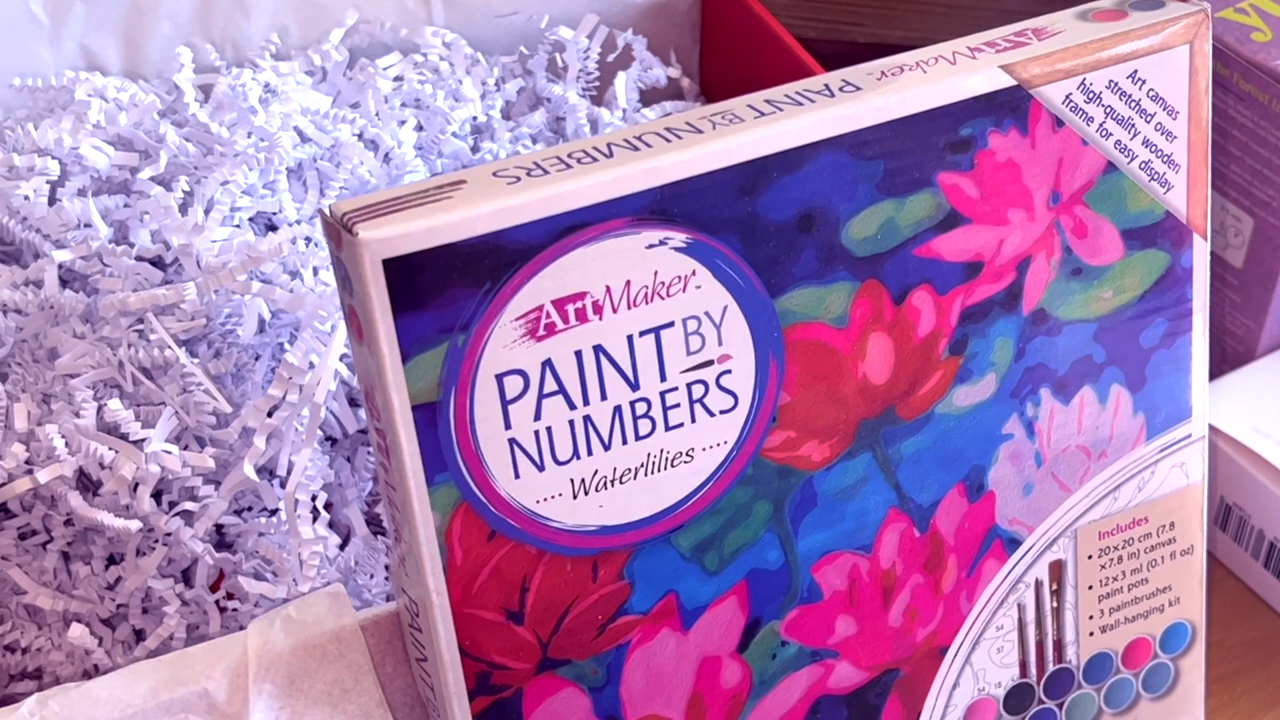 ArtMaker™ PAINT BY NUMBERS
Art canvas
stretched over
high-quality wooden
frame for easy display
ArtMaker™
PAINT BY
NUMBERS
.... Waterlilies ....
Includes
• 20×20 cm (7.8
×7.8 in) canvas
• 12×3 ml (0.1 fl oz)
paint pots
• 3 paintbrushes
• Wall-hanging kit